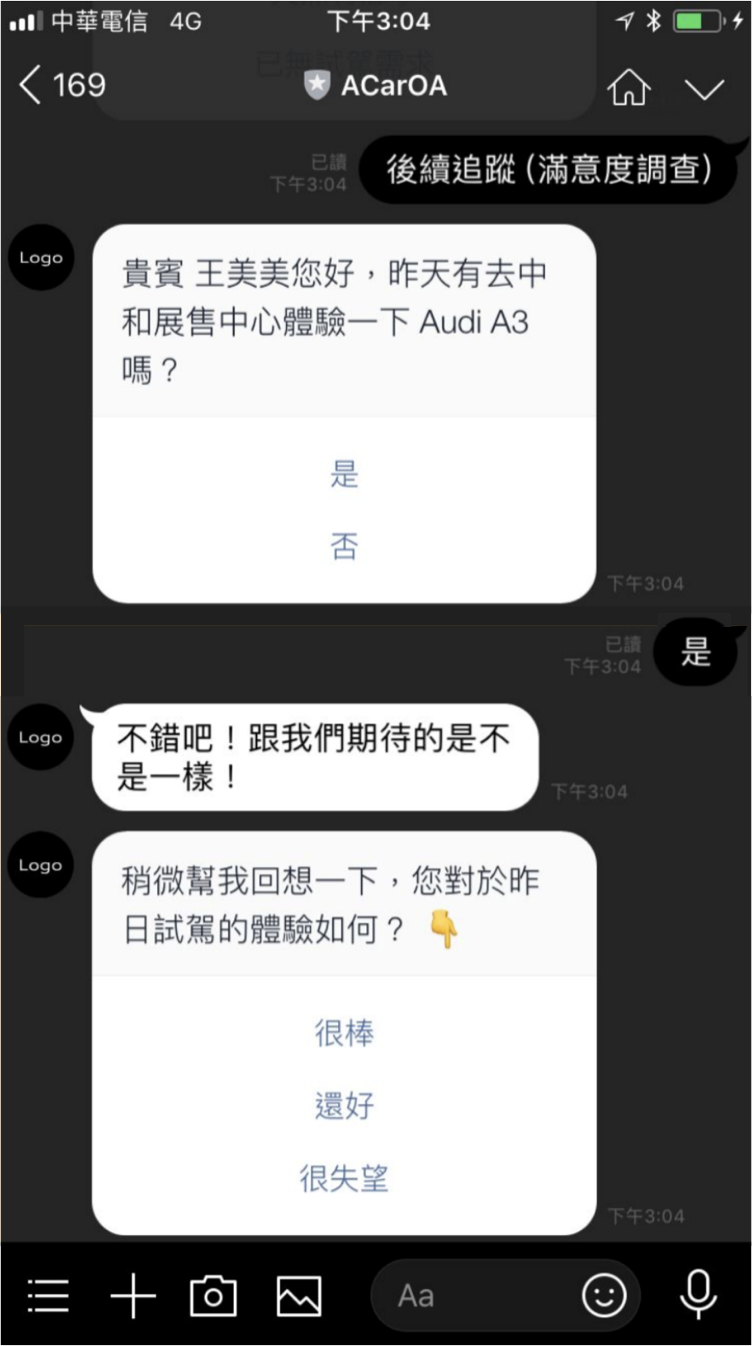 中華電信 4G 下午3:04
已無試駕需求
169 ACarOA
已讀
下午3:04
後續追蹤(滿意度調查)
Logo
貴賓 王美美您好，昨天有去中
和展售中心體驗一下 Audi A3
嗎？
是
否
下午3:04
已讀
下午3:04
是
Logo
不錯吧！跟我們期待的是不
是一樣！
下午3:04
Logo
稍微幫我回想一下，您對於昨
日試駕的體驗如何？ 👇
很棒
還好
很失望
下午3:04
Aa